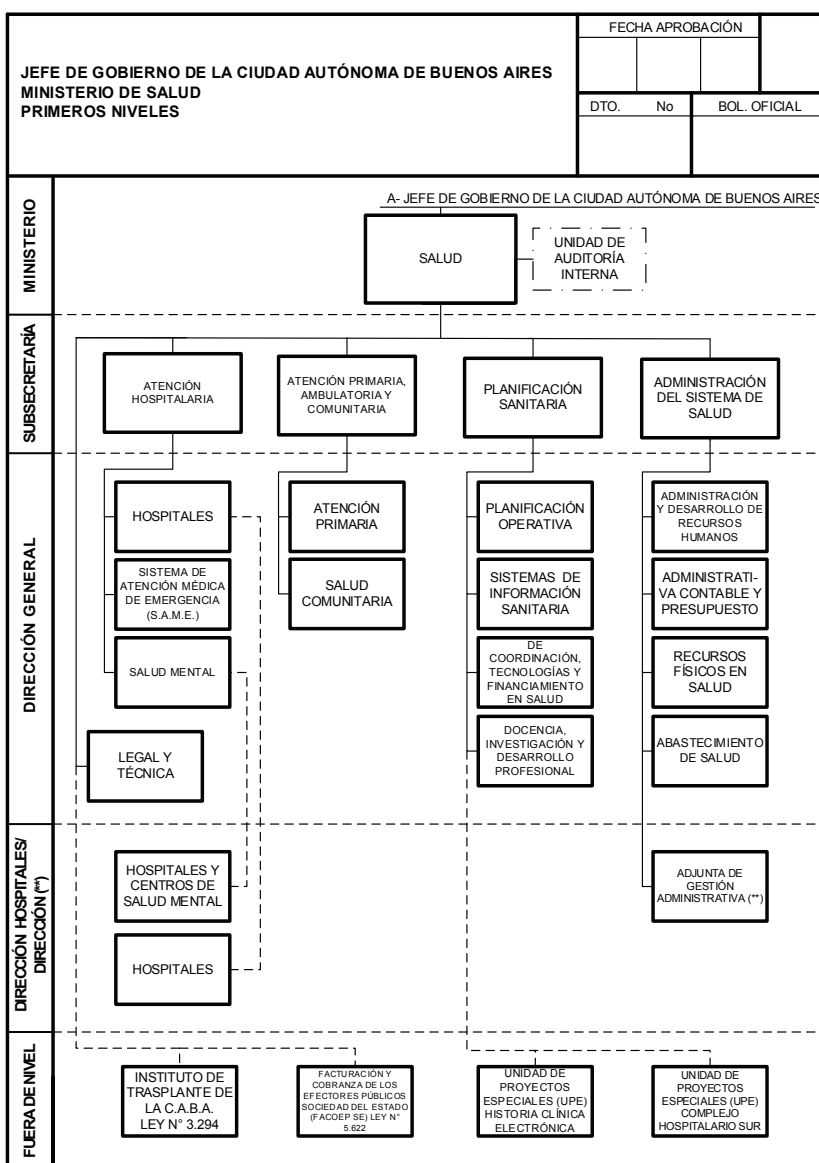 JEFE DE GOBIERNO DE LA CIUDAD AUTÓNOMA DE BUENOS AIRES
MINISTERIO DE SALUD
PRIMEROS NIVELES
FECHA APROBACIÓN
DTO. No BOL. OFICIAL
MINISTERIO
A- JEFE DE GOBIERNO DE LA CIUDAD AUTÓNOMA DE BUENOS AIRES
SALUD
UNIDAD DE
AUDITORÍA
INTERNA
SUBSECRETARÍA
ATENCIÓN
HOSPITALARIA
ATENCIÓN PRIMARIA,
AMBULATORIA Y
COMUNITARIA
PLANIFICACIÓN
SANITARIA
ADMINISTRACIÓN
DEL SISTEMA DE
SALUD
DIRECCIÓN GENERAL
HOSPITALES
SISTEMA DE
ATENCIÓN MÉDICA
DE EMERGENCIA
(S.A.M.E.)
SALUD MENTAL
LEGAL Y
TÉCNICA
ATENCIÓN
PRIMARIA
SALUD
COMUNITARIA
PLANIFICACIÓN
OPERATIVA
SISTEMAS DE
INFORMACIÓN
SANITARIA
DE
COORDINACIÓN,
TECNOLOGÍAS Y
FINANCIAMIENTO
EN SALUD
DOCENCIA,
INVESTIGACIÓN Y
DESARROLLO
PROFESIONAL
ADMINISTRACIÓN
Y DESARROLLO DE
RECURSOS
HUMANOS
ADMINISTRATI-
VA CONTABLE Y
PRESUPUESTO
RECURSOS
FÍSICOS EN
SALUD
ABASTECIMIENTO
DE SALUD
DIRECCIÓN HOSPITALES/
DIRECCIÓN (**)
HOSPITALES Y
CENTROS DE
SALUD MENTAL
HOSPITALES
ADJUNTA DE
GESTIÓN
ADMINISTRATIVA (**)
FUERA DE NIVEL
INSTITUTO DE
TRASPLANTE DE
LA C.A.B.A.
LEY N° 3.294
FACTURACIÓN Y
COBRANZA DE LOS
EFECTORES PÚBLICOS
SOCIEDAD DEL ESTADO
(FACOEP SE) LEY N°
5.622
UNIDAD DE
PROYECTOS
ESPECIALES (UPE)
HISTORIA CLÍNICA
ELECTRÓNICA
UNIDAD DE
PROYECTOS
ESPECIALES (UPE)
COMPLEJO
HOSPITALARIO SUR